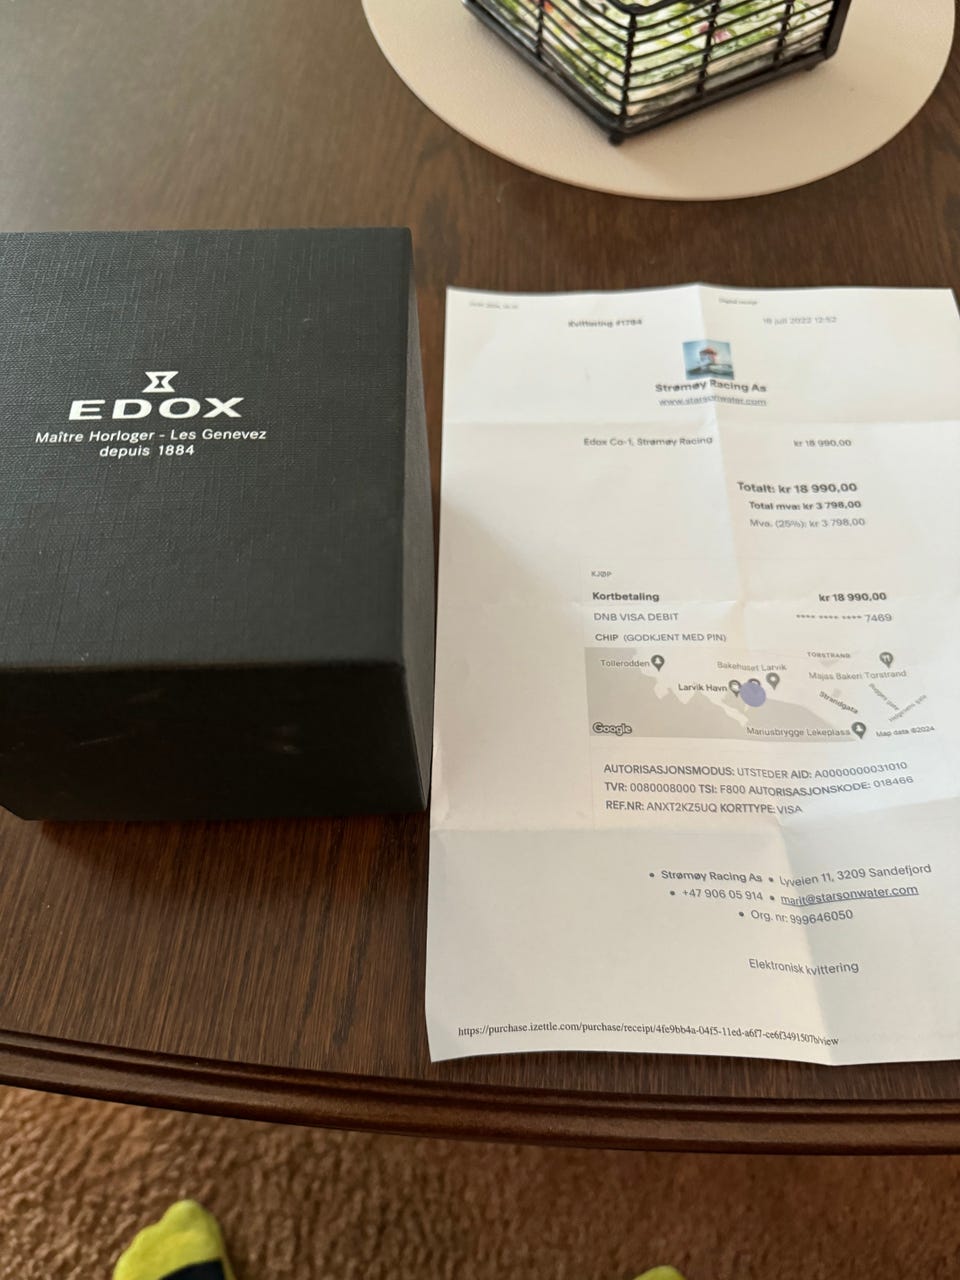 EDOX
Maître Horloger - Les Genevez
depuis 1884
Digital receipt
Kvittering #1784
18 juli 2022 12:52
Strømøy Racing As
www.starsonwater.com
Edox Co-1, Strømøy Racing kr 18 990,00
Totalt: kr 18 990,00
Total mva: kr 3 798,00
Mva. (25%): kr 3 798,00
KJØP
Kortbetaling kr 18 990,00
DNB VISA DEBIT **** **** **** 7469
CHIP (GODKJENT MED PIN)
Tollerodden
Bakehuset Larvik
TORSTRAND
Majas Bakeri Torstrand
Larvik Havn
Strandgata
Google
Manusbrygge Lekeplass
Map data ©2024
AUTORISASJONSMODUS: UTSTEDER AID: A0000000031010
TVR: 0080008000 TSI: F800 AUTORISASJONSKODE: 018466
REF.NR: ANXT2KZ5UQ KORTTYPE: VISA
• Strømøy Racing As • Lyveien 11, 3209 Sandefjord
• +47 906 05 914 • marit@starsonwater.com
• Org. nr: 999646050
Elektronisk kvittering
https://purchase.izettle.com/purchase/receipt/4fe9bb4a-04f5-11ed-a6f7-ce6f3491507b/view